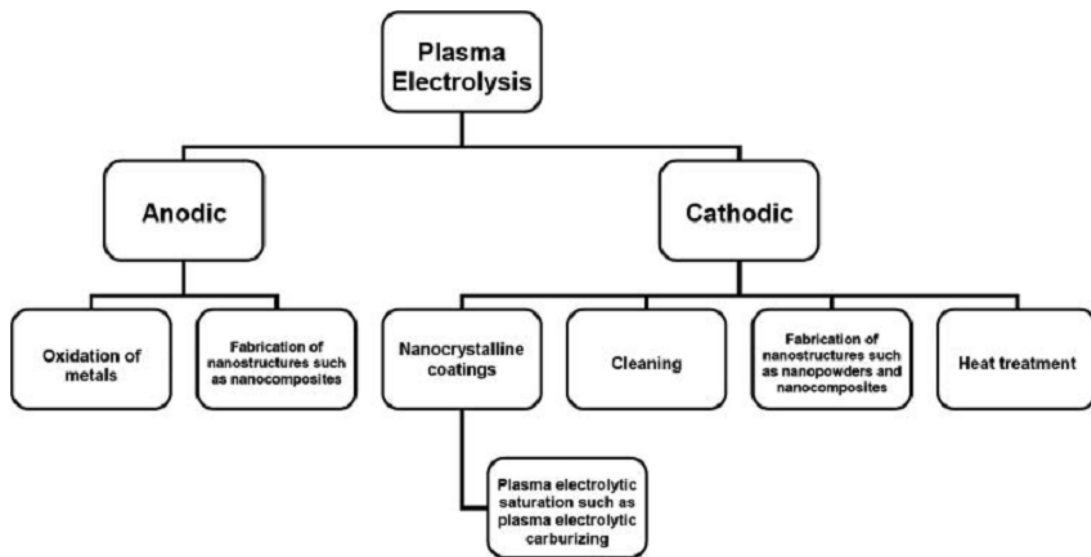 Plasma
Electrolysis
Anodic
Cathodic
Oxidation of
metals
Fabrication of
nanostructures such
as nanocomposites
Nanocrystalline
coatings
Cleaning
Fabrication of
nanostructures such
as nanopowders and
nanocomposites
Heat treatment
Plasma electrolytic
saturation such as
plasma electrolytic
carburizing